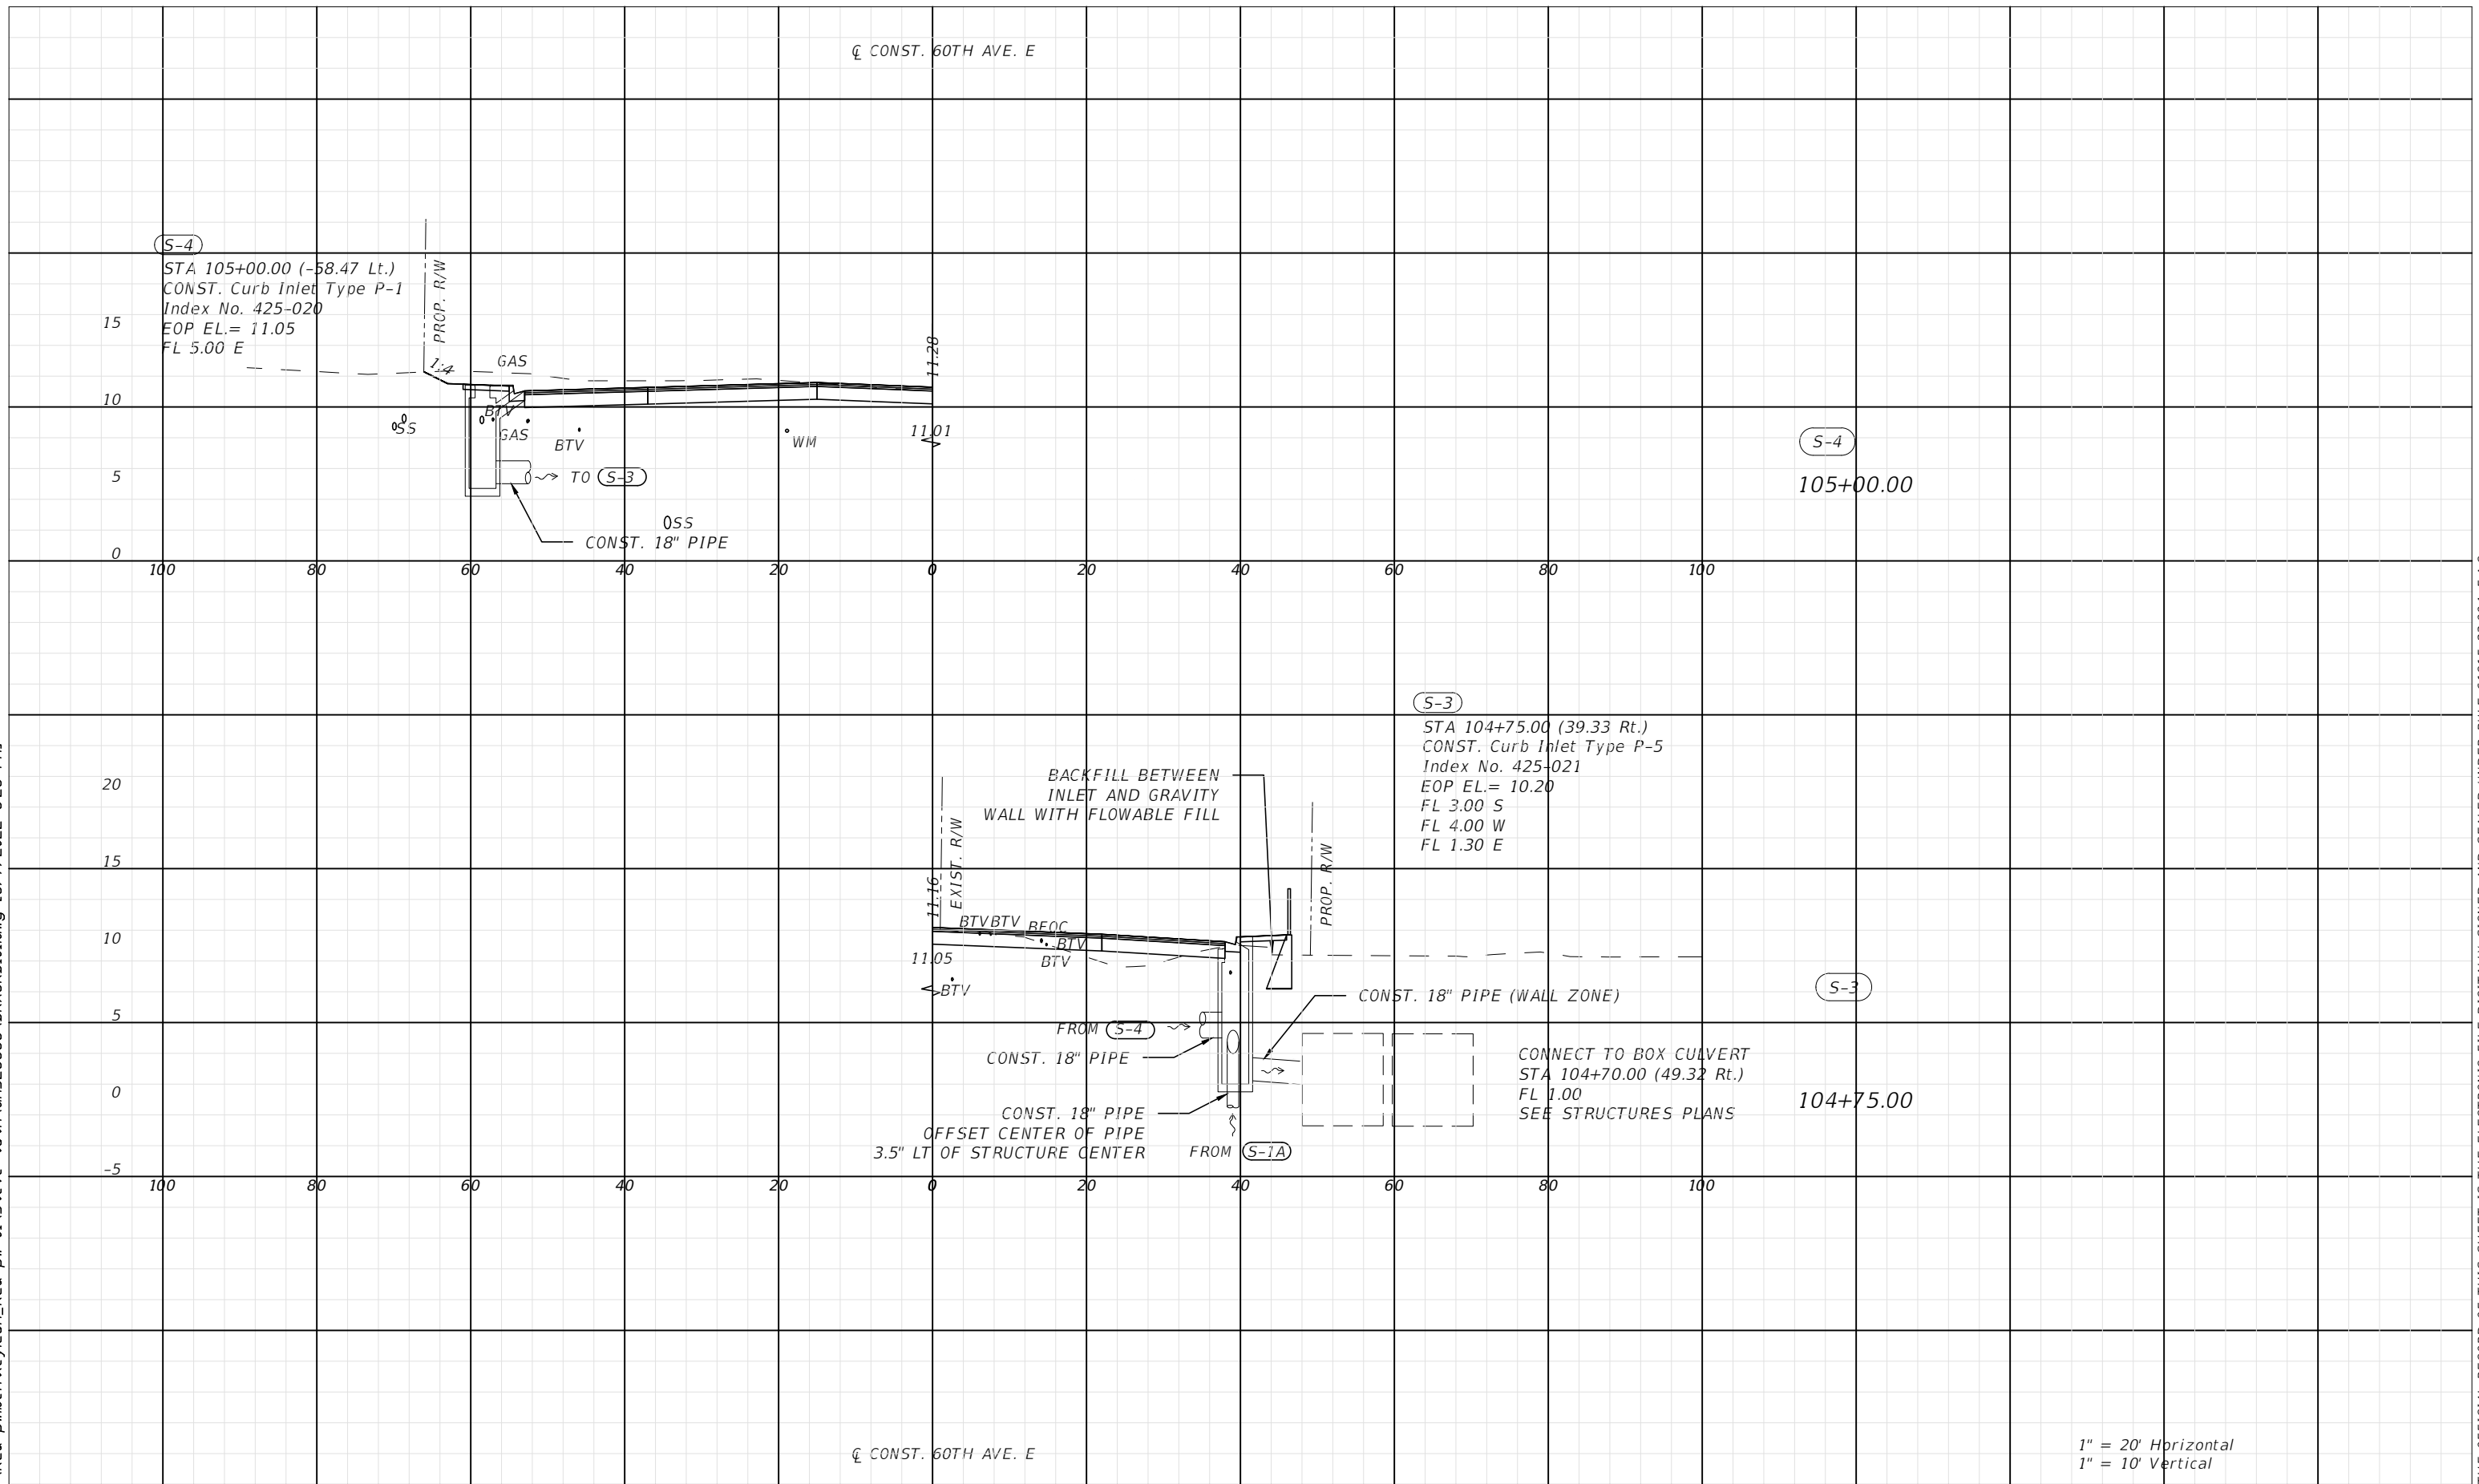 ℄ CONST. 60TH AVE. E
S-4
STA 105+00.00 (-58.47 Lt.)
CONST. Curb Inlet Type P-1
Index No. 425-020
EOP EL.= 11.05
FL 5.00 E
PROP. R/W
1:4
GAS
11.28
15
10
5
0
BTV
SS
GAS
BTV
WM
11.01
TO S-3
SS
CONST. 18" PIPE
S-4
105+00.00
100 80 60 40 20 0 20 40 60 80 100
S-3
STA 104+75.00 (39.33 Rt.)
CONST. Curb Inlet Type P-5
Index No. 425-021
EOP EL.= 10.20
FL 3.00 S
FL 4.00 W
FL 1.30 E
BACKFILL BETWEEN
INLET AND GRAVITY
WALL WITH FLOWABLE FILL
20
15
10
5
0
-5
11.16
EXIST. R/W
PROP. R/W
BTV BTV BFOC
BTV
BTV
11.05
BTV
CONST. 18" PIPE (WALL ZONE)
S-3
FROM S-4
CONST. 18" PIPE
CONNECT TO BOX CULVERT
STA 104+70.00 (49.32 Rt.)
FL 1.00
SEE STRUCTURES PLANS
104+75.00
CONST. 18" PIPE
OFFSET CENTER OF PIPE
3.5" LT OF STRUCTURE CENTER
FROM S-1A
100 80 60 40 20 0 20 40 60 80 100
℄ CONST. 60TH AVE. E
1" = 20' Horizontal
1" = 10' Vertical